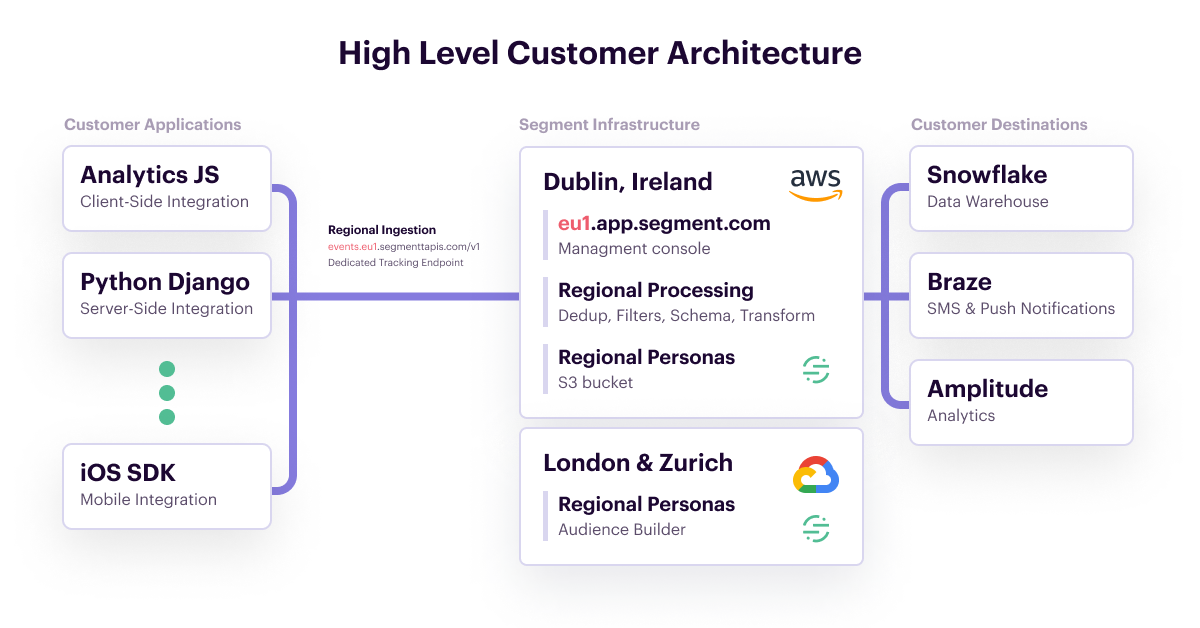 High Level Customer Architecture
Customer Applications
Analytics JS
Client-Side Integration
Python Django
Server-Side Integration
iOS SDK
Mobile Integration
Regional Ingestion
events.eu1.segmenttapis.com/v1
Dedicated Tracking Endpoint
Segment Infrastructure
Dublin, Ireland
aws
eu1.app.segment.com
Managment console
Regional Processing
Dedup, Filters, Schema, Transform
Regional Personas
S3 bucket
London & Zurich
Regional Personas
Audience Builder
Customer Destinations
Snowflake
Data Warehouse
Braze
SMS & Push Notifications
Amplitude
Analytics